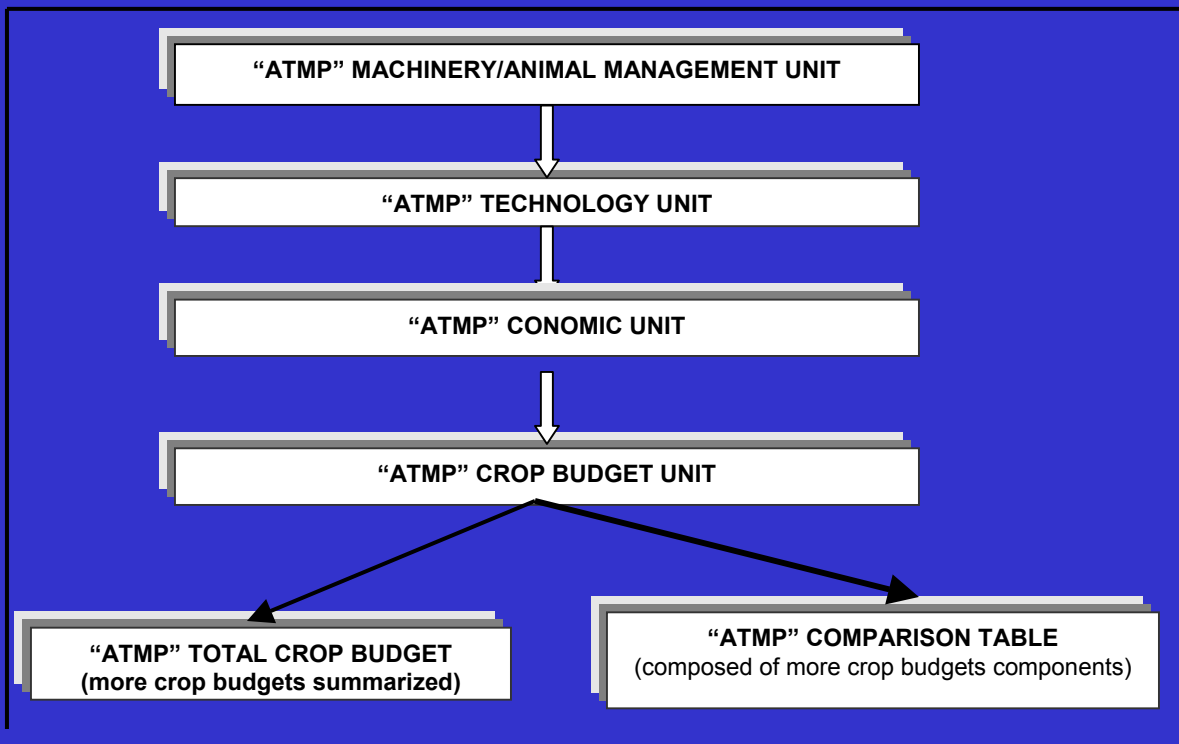 “ATMP” MACHINERY/ANIMAL MANAGEMENT UNIT
“ATMP” TECHNOLOGY UNIT
“ATMP” CONOMIC UNIT
“ATMP” CROP BUDGET UNIT
“ATMP” TOTAL CROP BUDGET
(more crop budgets summarized)
“ATMP” COMPARISON TABLE
(composed of more crop budgets components)